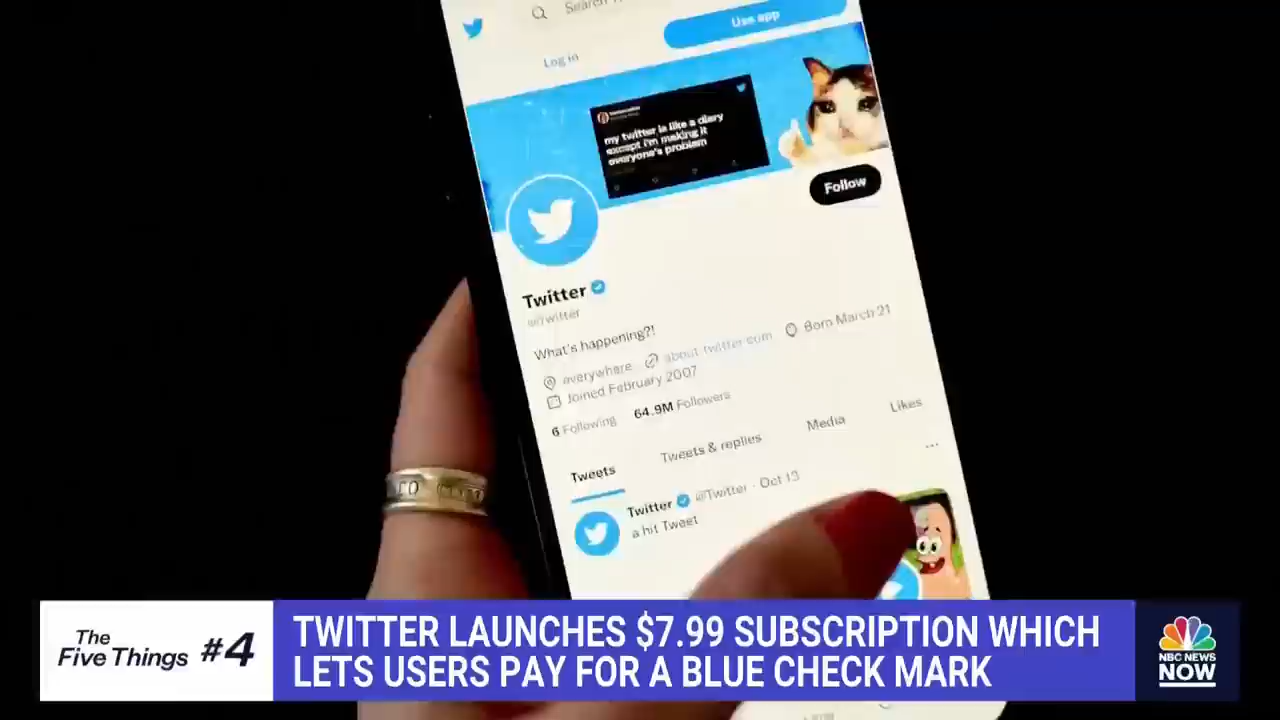 Search
Use app
Log in
my twitter is like a diary
except i'm making it
everyone's problem
Follow
Twitter
@Twitter
What's happening?!
everywhere about.twitter.com Born March 21
Joined February 2007
6 Following 64.9M Followers
Tweets Tweets & replies Media Likes
Twitter @Twitter · Oct 13
a hit Tweet
The
Five Things #4
TWITTER LAUNCHES $7.99 SUBSCRIPTION WHICH
LETS USERS PAY FOR A BLUE CHECK MARK
NBC NEWS
NOW